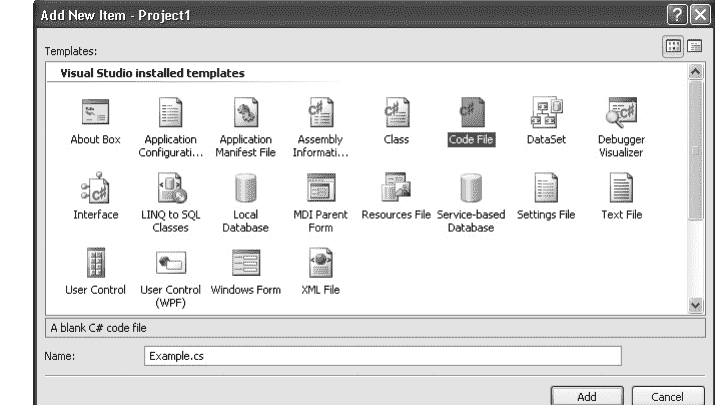 Add New Item - Project1
Templates:
Visual Studio installed templates
About Box
Application
Configurati...
Application
Manifest File
Assembly
Informati...
Class
Code File
DataSet
Debugger
Visualizer
Interface
LINQ to SQL
Classes
Local
Database
MDI Parent
Form
Resources File
Service-based
Database
Settings File
Text File
User Control
User Control
(WPF)
Windows Form
XML File
A blank C# code file
Name:
Example.cs
Add
Cancel